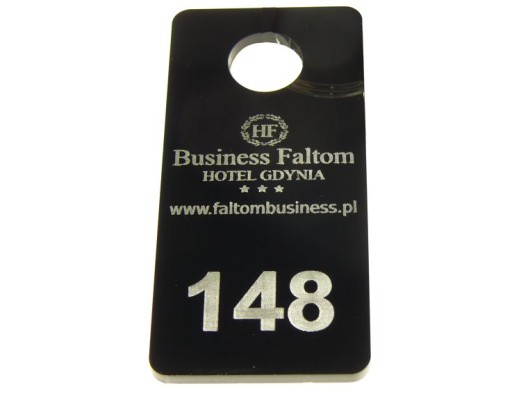 HF
Business Faltom
HOTEL GDYNIA
★ ★ ★
www.faltombusiness.pl
148